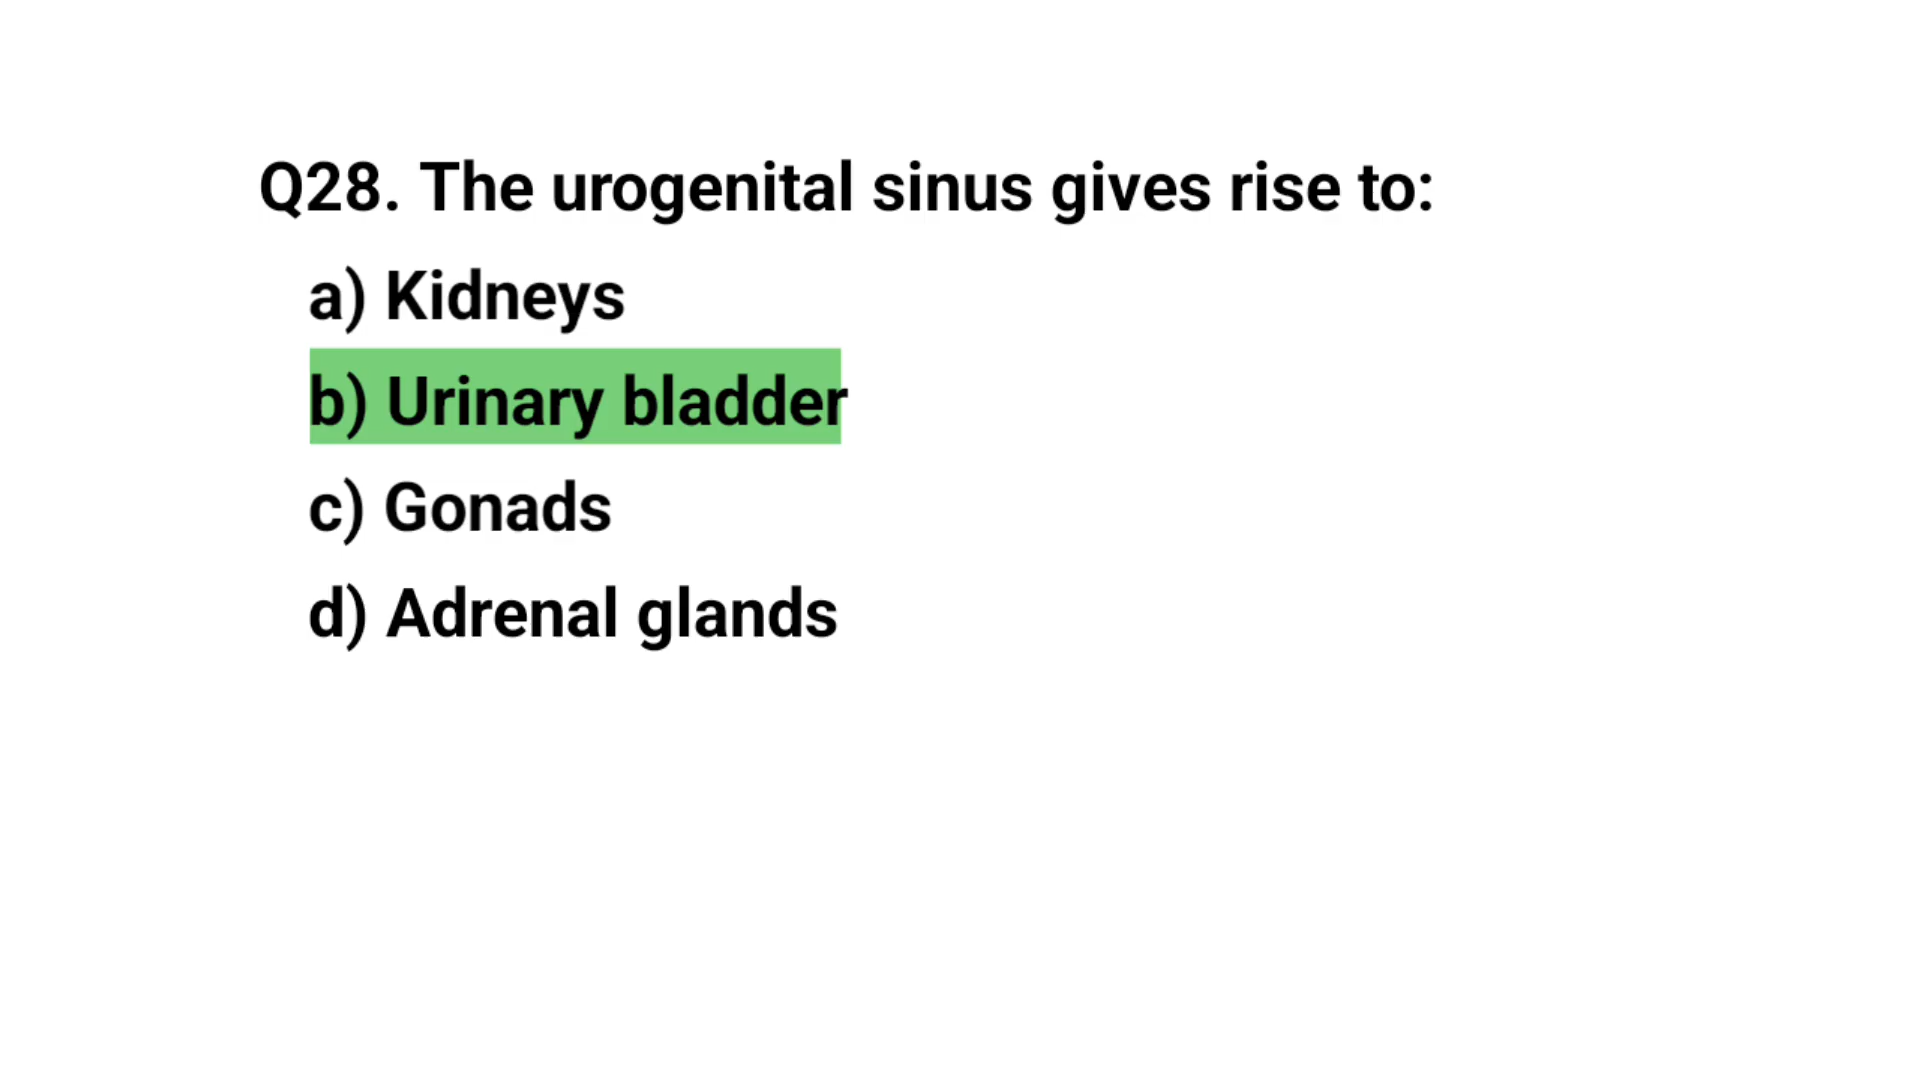 Q28. The urogenital sinus gives rise to:
a) Kidneys
b) Urinary bladder
c) Gonads
d) Adrenal glands